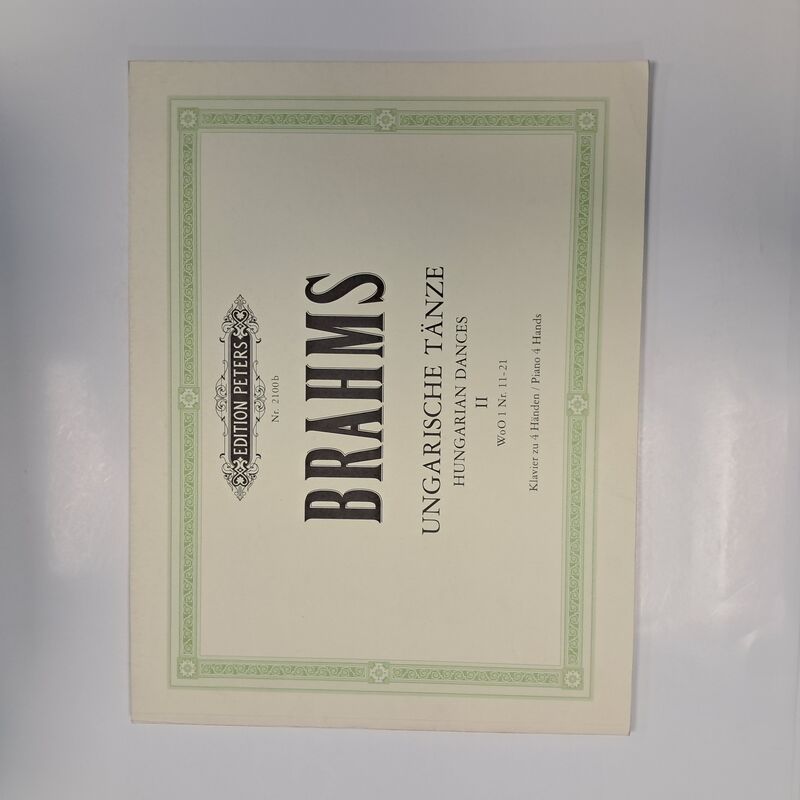 EDITION PETERS
Nr. 2100b
BRAHMS
UNGARISCHE TÄNZE
HUNGARIAN DANCES
II
WoO 1 Nr. 11-21
Klavier zu 4 Händen / Piano 4 Hands